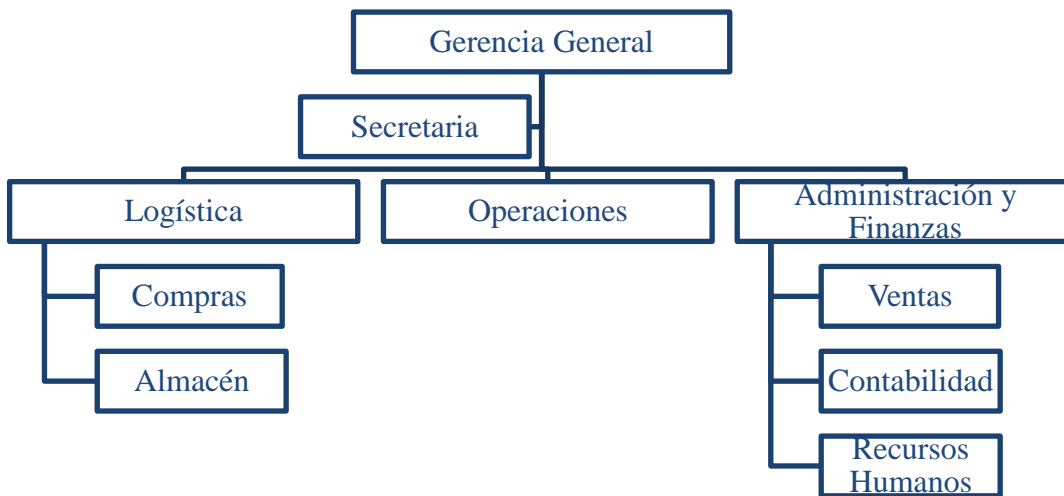 Gerencia General
Secretaria
Logística
Operaciones
Administración y
Finanzas
Compras
Ventas
Almacén
Contabilidad
Recursos
Humanos